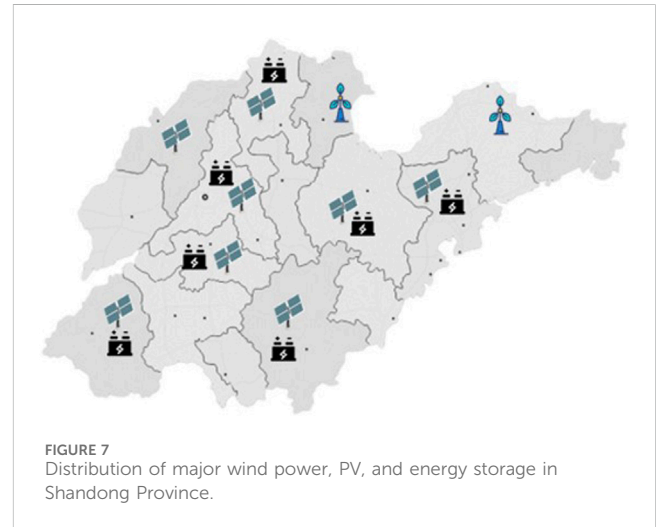 FIGURE 7
Distribution of major wind power, PV, and energy storage in
Shandong Province.